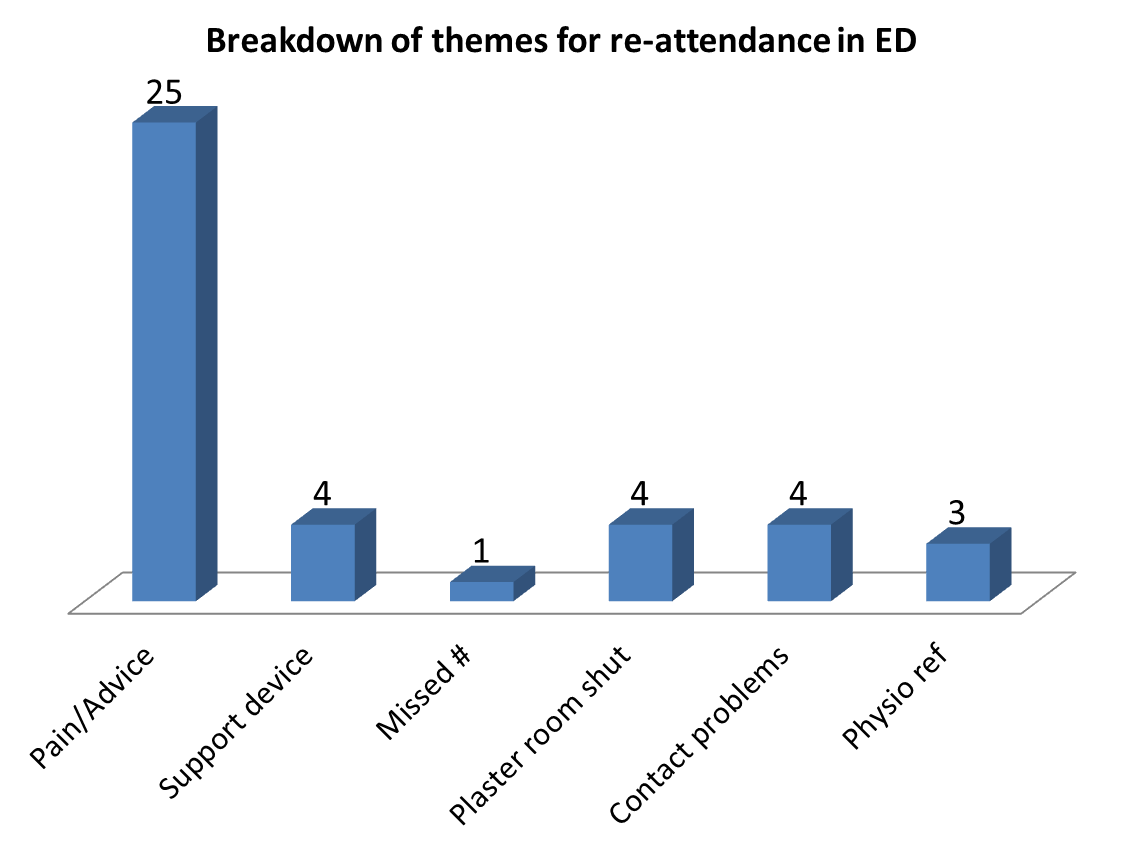 Breakdown of themes for re-attendance in ED
25
4
1
4
4
3
Pain/Advice
Support device
Missed #
Plaster room shut
Contact problems
Physio ref